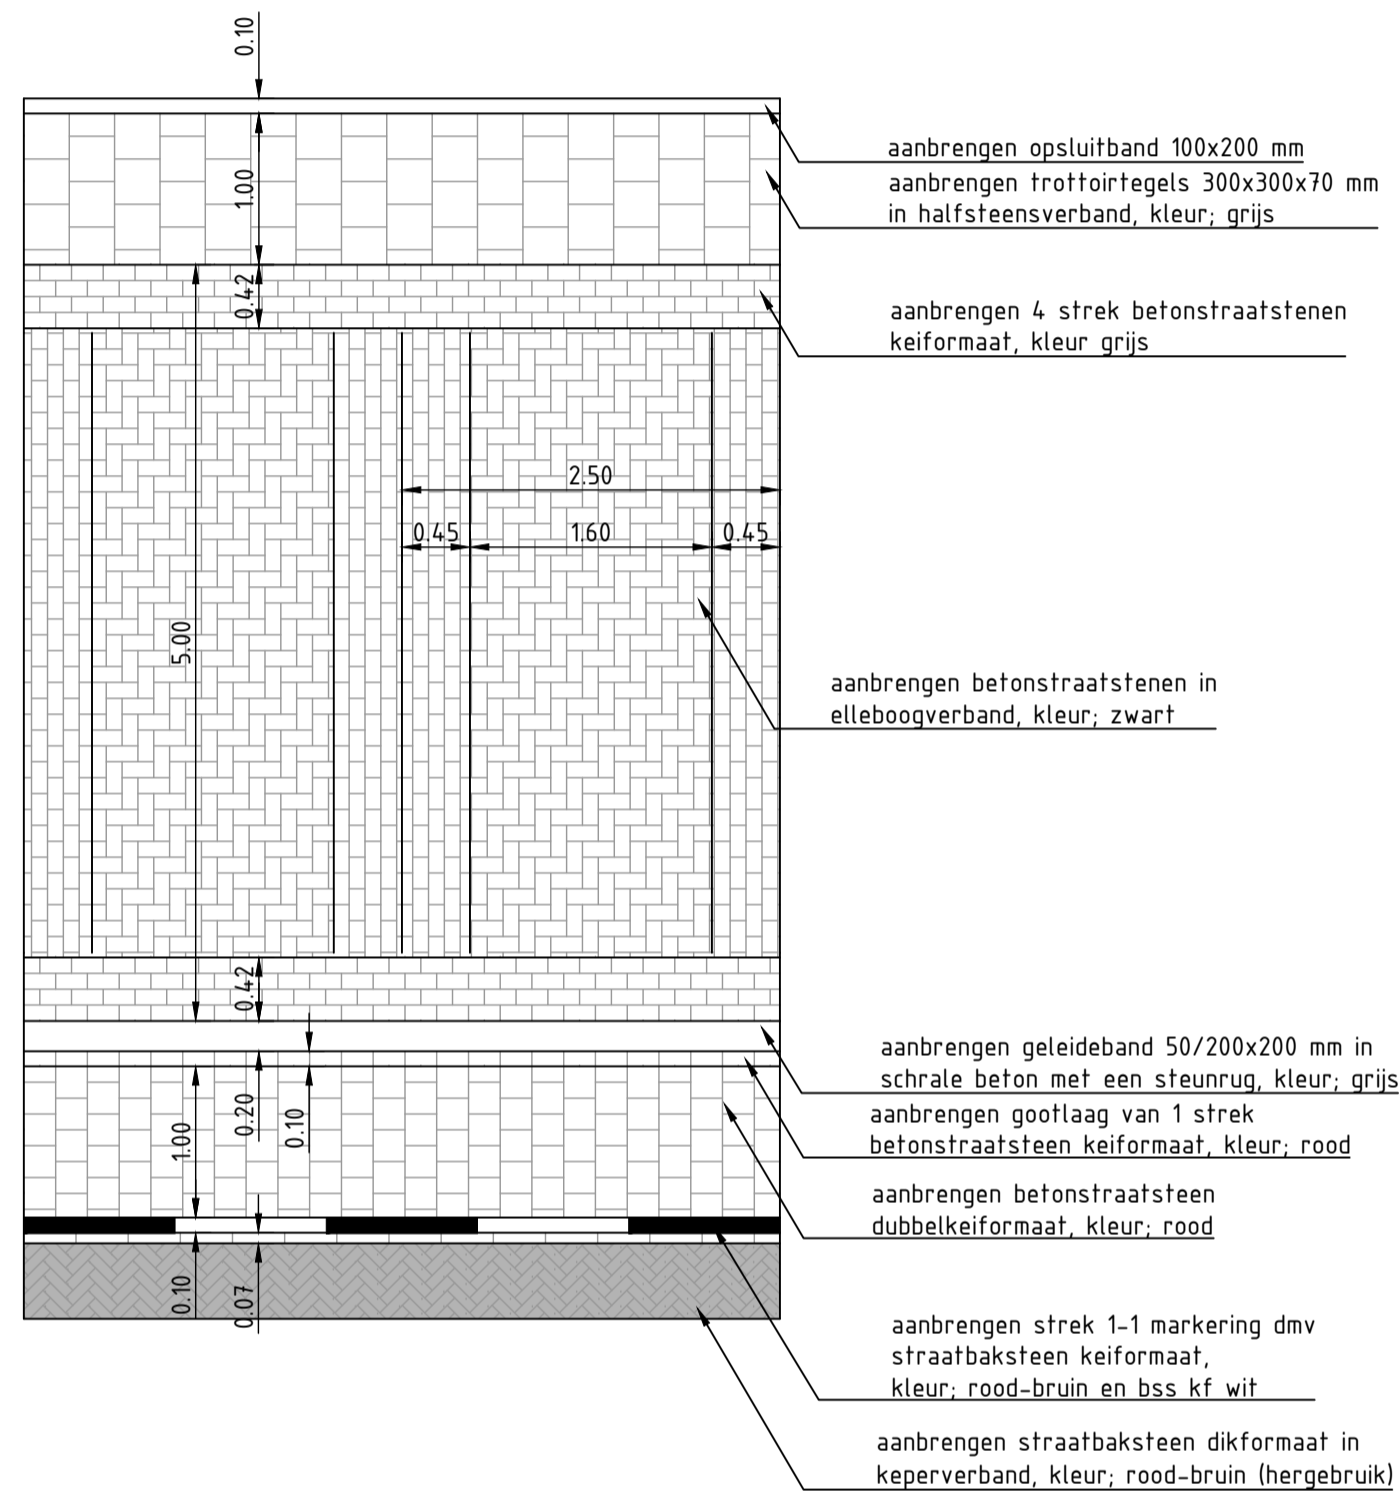 0.10
aanbrengen opsluitband 100x200 mm
1.00
aanbrengen trottoirtegels 300x300x70 mm
in halfsteensverband, kleur; grijs
0.42
aanbrengen 4 strek betonstraatstenen
keiformaat, kleur grijs
2.50
0.45
1.60
0.45
5.00
aanbrengen betonstraatstenen in
elleboogverband, kleur; zwart
0.42
aanbrengen geleideband 50/200x200 mm in
schrale beton met een steunrug, kleur; grijs
1.00
0.20
0.10
aanbrengen gootlaag van 1 strek
betonstraatsteen keiformaat, kleur; rood
aanbrengen betonstraatsteen
dubbelkeiformaat, kleur; rood
0.10
0.07
aanbrengen strek 1-1 markering dmv
straatbaksteen keiformaat,
kleur; rood-bruin en bss kf wit
aanbrengen straatbaksteen dikformaat in
keperverband, kleur; rood-bruin (hergebruik)